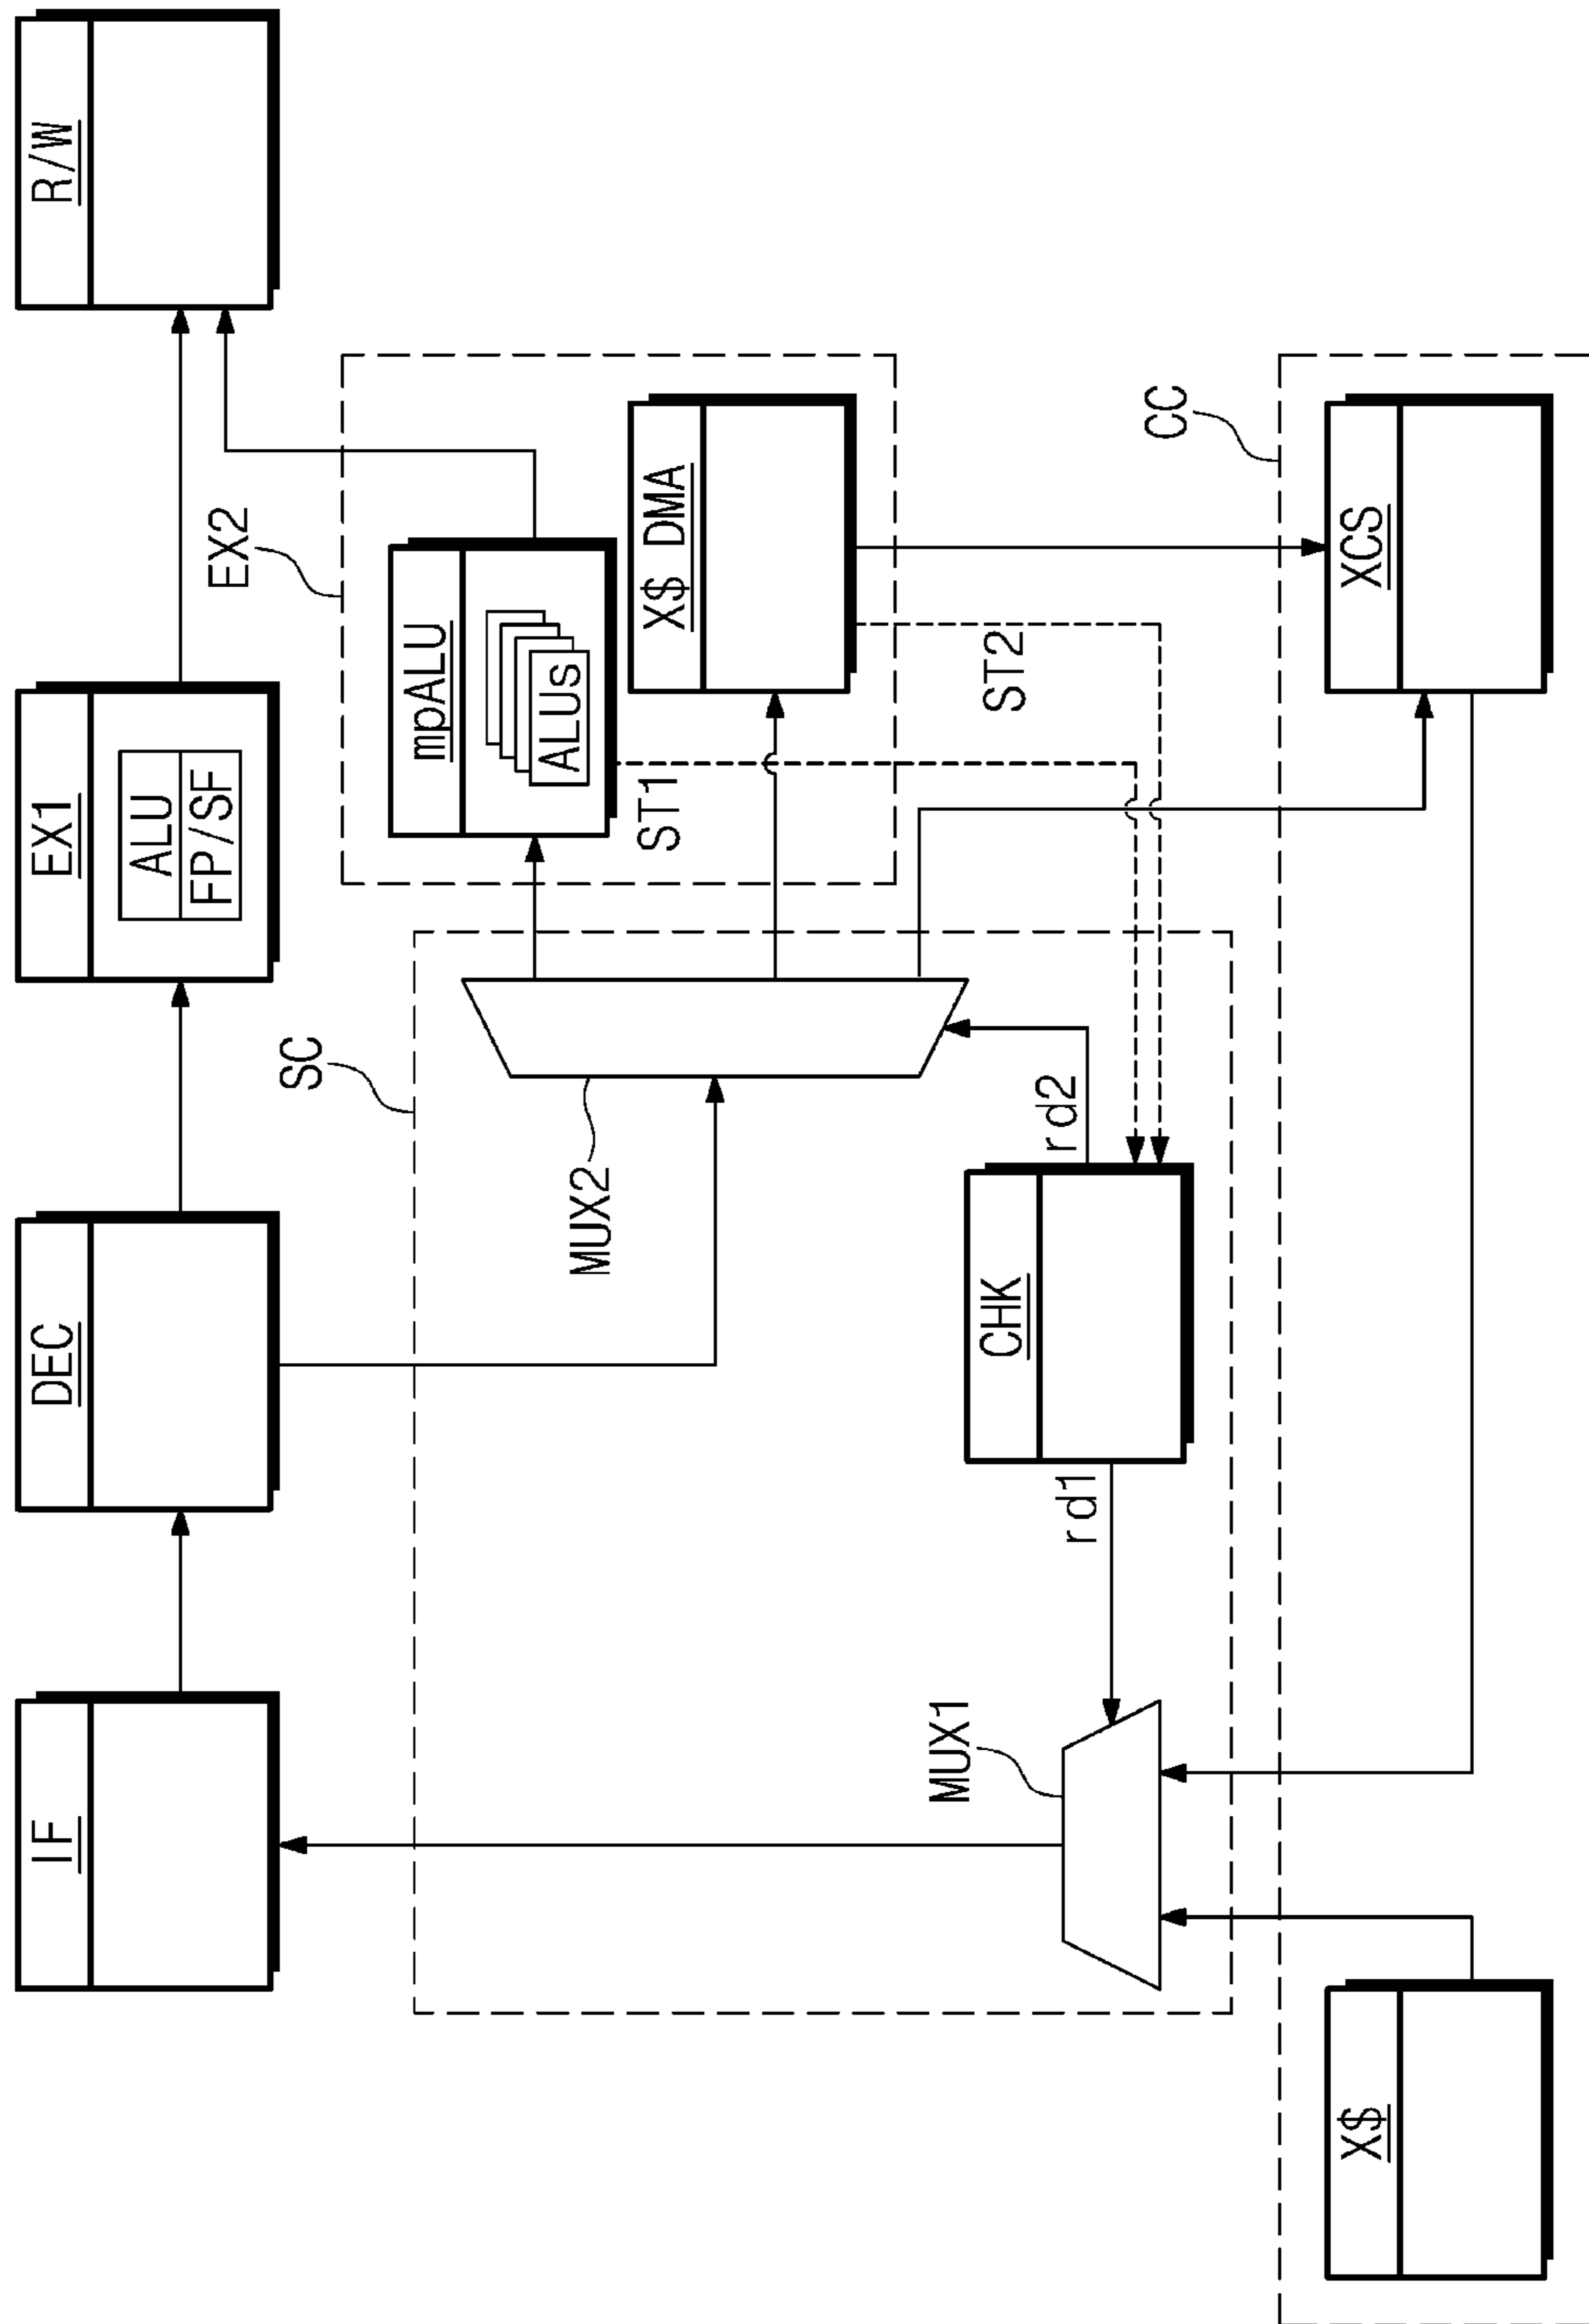 IF
DEC
EX1
ALU
FP/SF
R/W
SC
EX2
mpALU
ALUs
MUX2
ST1
X$ DMA
MUX1
rd1
CHK
rd2
ST2
CC
X$
XCS